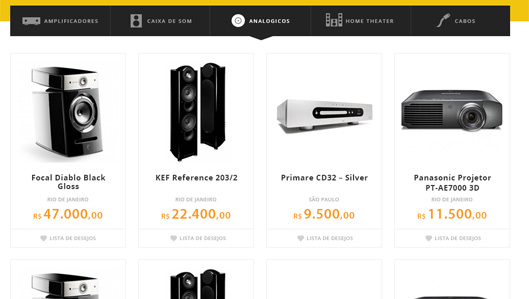 AMPLIFICADORES CAIXA DE SOM ANALOGICOS HOME THEATER CABOS
Focal Diablo Black
Gloss
RIO DE JANEIRO
R$ 47.000,00
LISTA DE DESEJOS
KEF Reference 203/2
RIO DE JANEIRO
R$ 22.400,00
LISTA DE DESEJOS
Primare CD32 – Silver
SÃO PAULO
R$ 9.500,00
LISTA DE DESEJOS
Panasonic Projetor
PT-AE7000 3D
RIO DE JANEIRO
R$ 11.500,00
LISTA DE DESEJOS